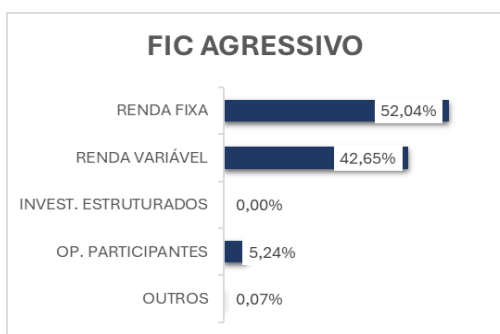 FIC AGRESSIVO
RENDA FIXA 52,04%
RENDA VARIÁVEL 42,65%
INVEST. ESTRUTURADOS 0,00%
OP. PARTICIPANTES 5,24%
OUTROS 0,07%